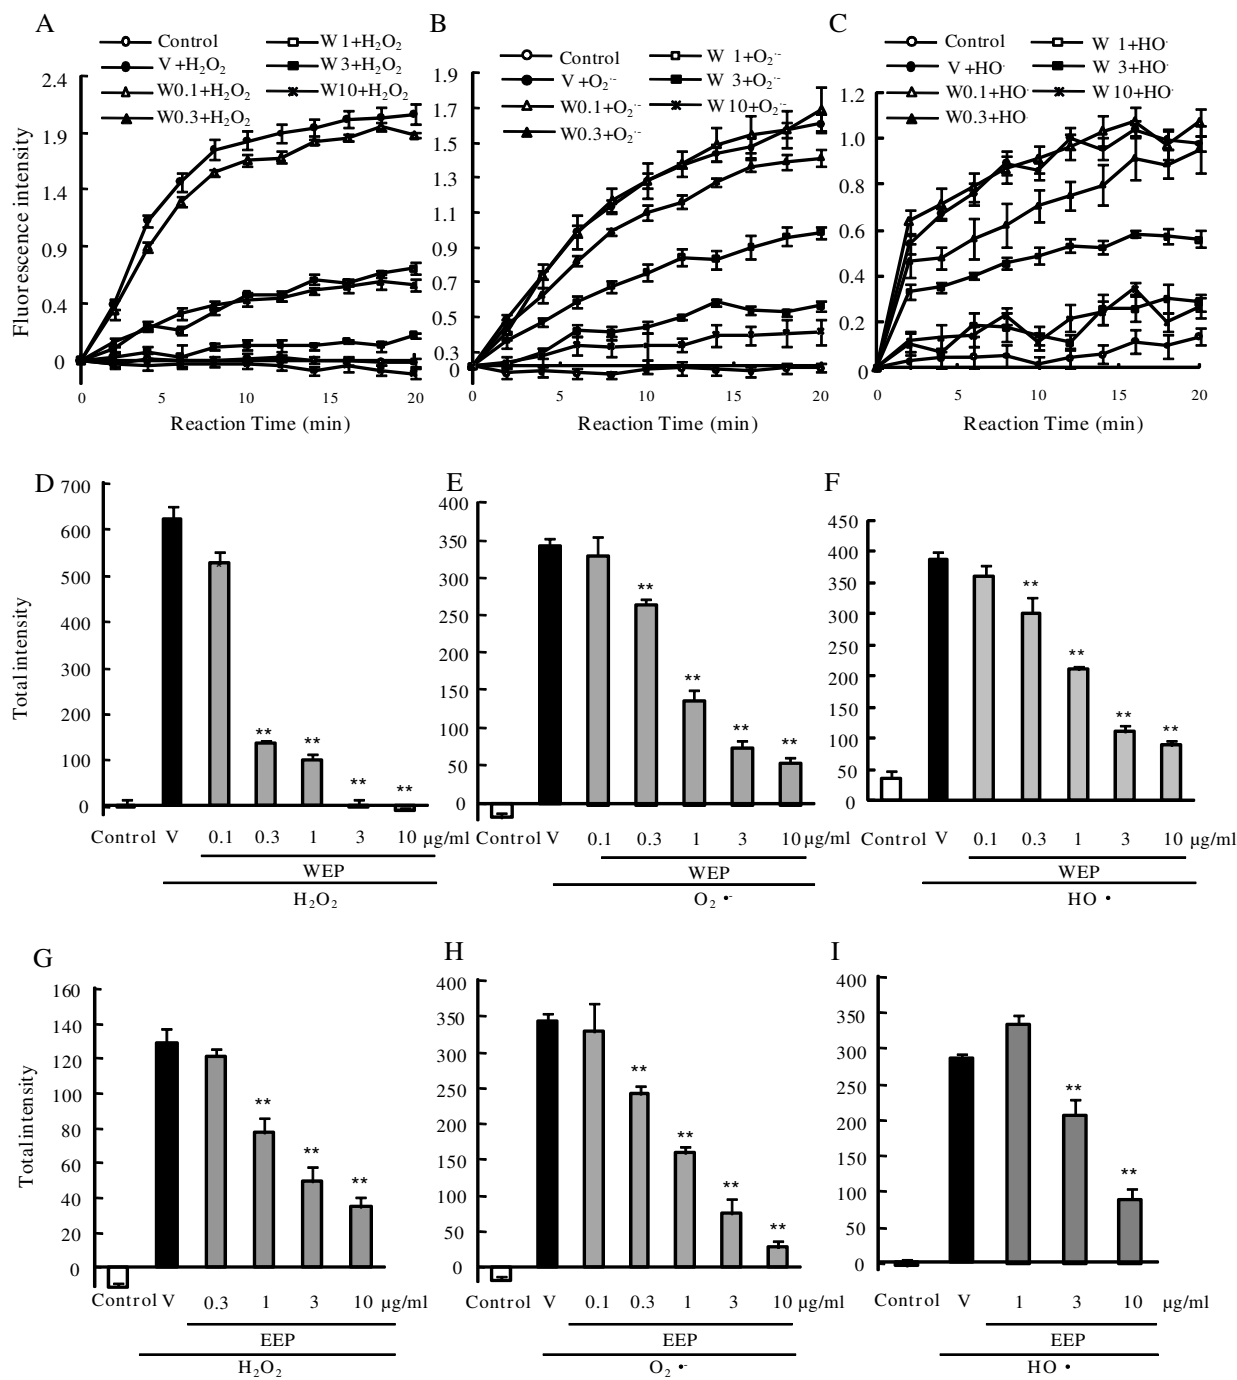 A
Control
V+H2O2
W0.1+H2O2
W0.3+H2O2
W 1+H2O2
W 3+H2O2
W10+H2O2
2.4
1.9
1.4
0.9
0.4
0
0 5 10 15 20
Fluorescence intensity
Reaction Time (min)
B
Control
V+O2·-
W0.1+O2·-
W0.3+O2·-
W 1+O2·-
W 3+O2·-
W 10+O2·-
1.9
1.7
1.5
1.3
1.1
0.9
0.7
0.5
0.3
0
0 5 10 15 20
Reaction Time (min)
C
Control
V+HO·
W0.1+HO·
W0.3+HO·
W 1+HO·
W 3+HO·
W 10+HO·
1.2
1.0
0.8
0.6
0.4
0.2
0
0 5 10 15 20
Reaction Time (min)
D
700
600
500
400
300
200
100
0
Total intensity
** ** ** **
Control V 0.1 0.3 1 3 10 μg/ml
WEP
H2O2
E
400
350
300
250
200
150
100
50
0
** ** ** **
Control V 0.1 0.3 1 3 10 μg/ml
WEP
O2 •-
F
450
400
350
300
250
200
150
100
50
0
** ** ** **
Control V 0.1 0.3 1 3 10 μg/ml
WEP
HO •
G
160
140
120
100
80
60
40
20
0
Total intensity
** ** **
Control V 0.3 1 3 10 μg/ml
EEP
H2O2
H
400
350
300
250
200
150
100
50
0
** ** ** **
Control V 0.1 0.3 1 3 10 μg/ml
EEP
O2 •-
I
400
350
300
250
200
150
100
50
0
** **
Control V 1 3 10 μg/ml
EEP
HO •